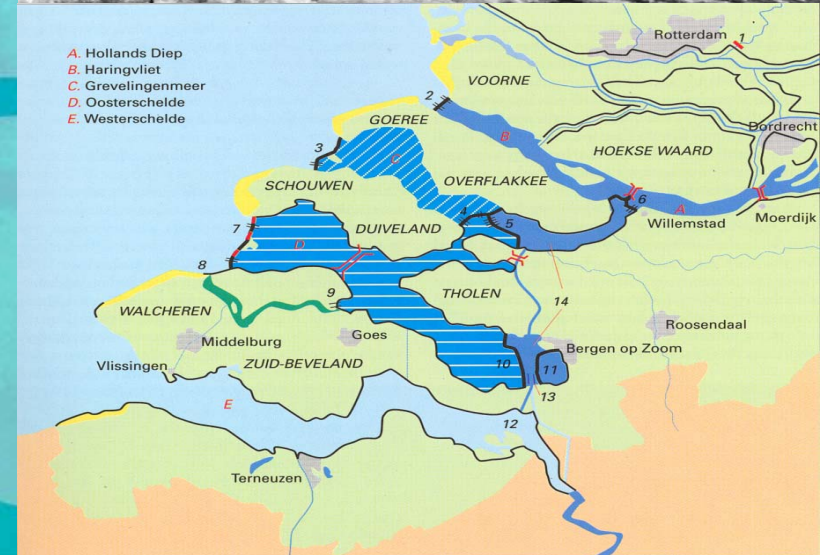 A. Hollands Diep
B. Haringvliet
C. Grevelingenmeer
D. Oosterschelde
E. Westerschelde
Rotterdam
1
VOORNE
2
GOEREE
B
Dordrecht
3
C
HOEKSE WAARD
SCHOUWEN
OVERFLAKKEE
6
A
Willemstad
Moerdijk
4
5
7
D
DUIVELAND
8
9
THOLEN
14
WALCHEREN
Middelburg
Goes
Roosendaal
Bergen op Zoom
Vlissingen
ZUID-BEVELAND
10
11
13
E
12
Terneuzen